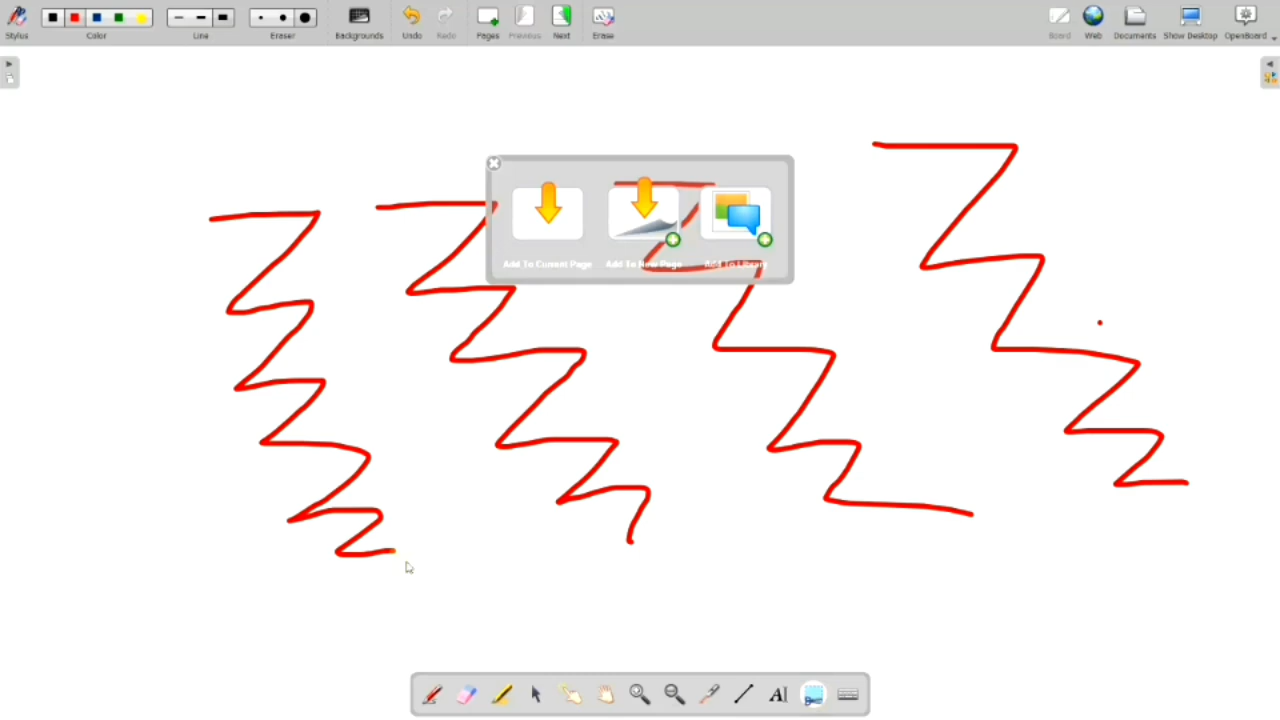 Stylus Color Line Eraser Backgrounds Undo Redo Pages Previous Next Erase Board Web Documents Show Desktop OpenBoard
Add To Current Page Add To New Page Add To Library
AI